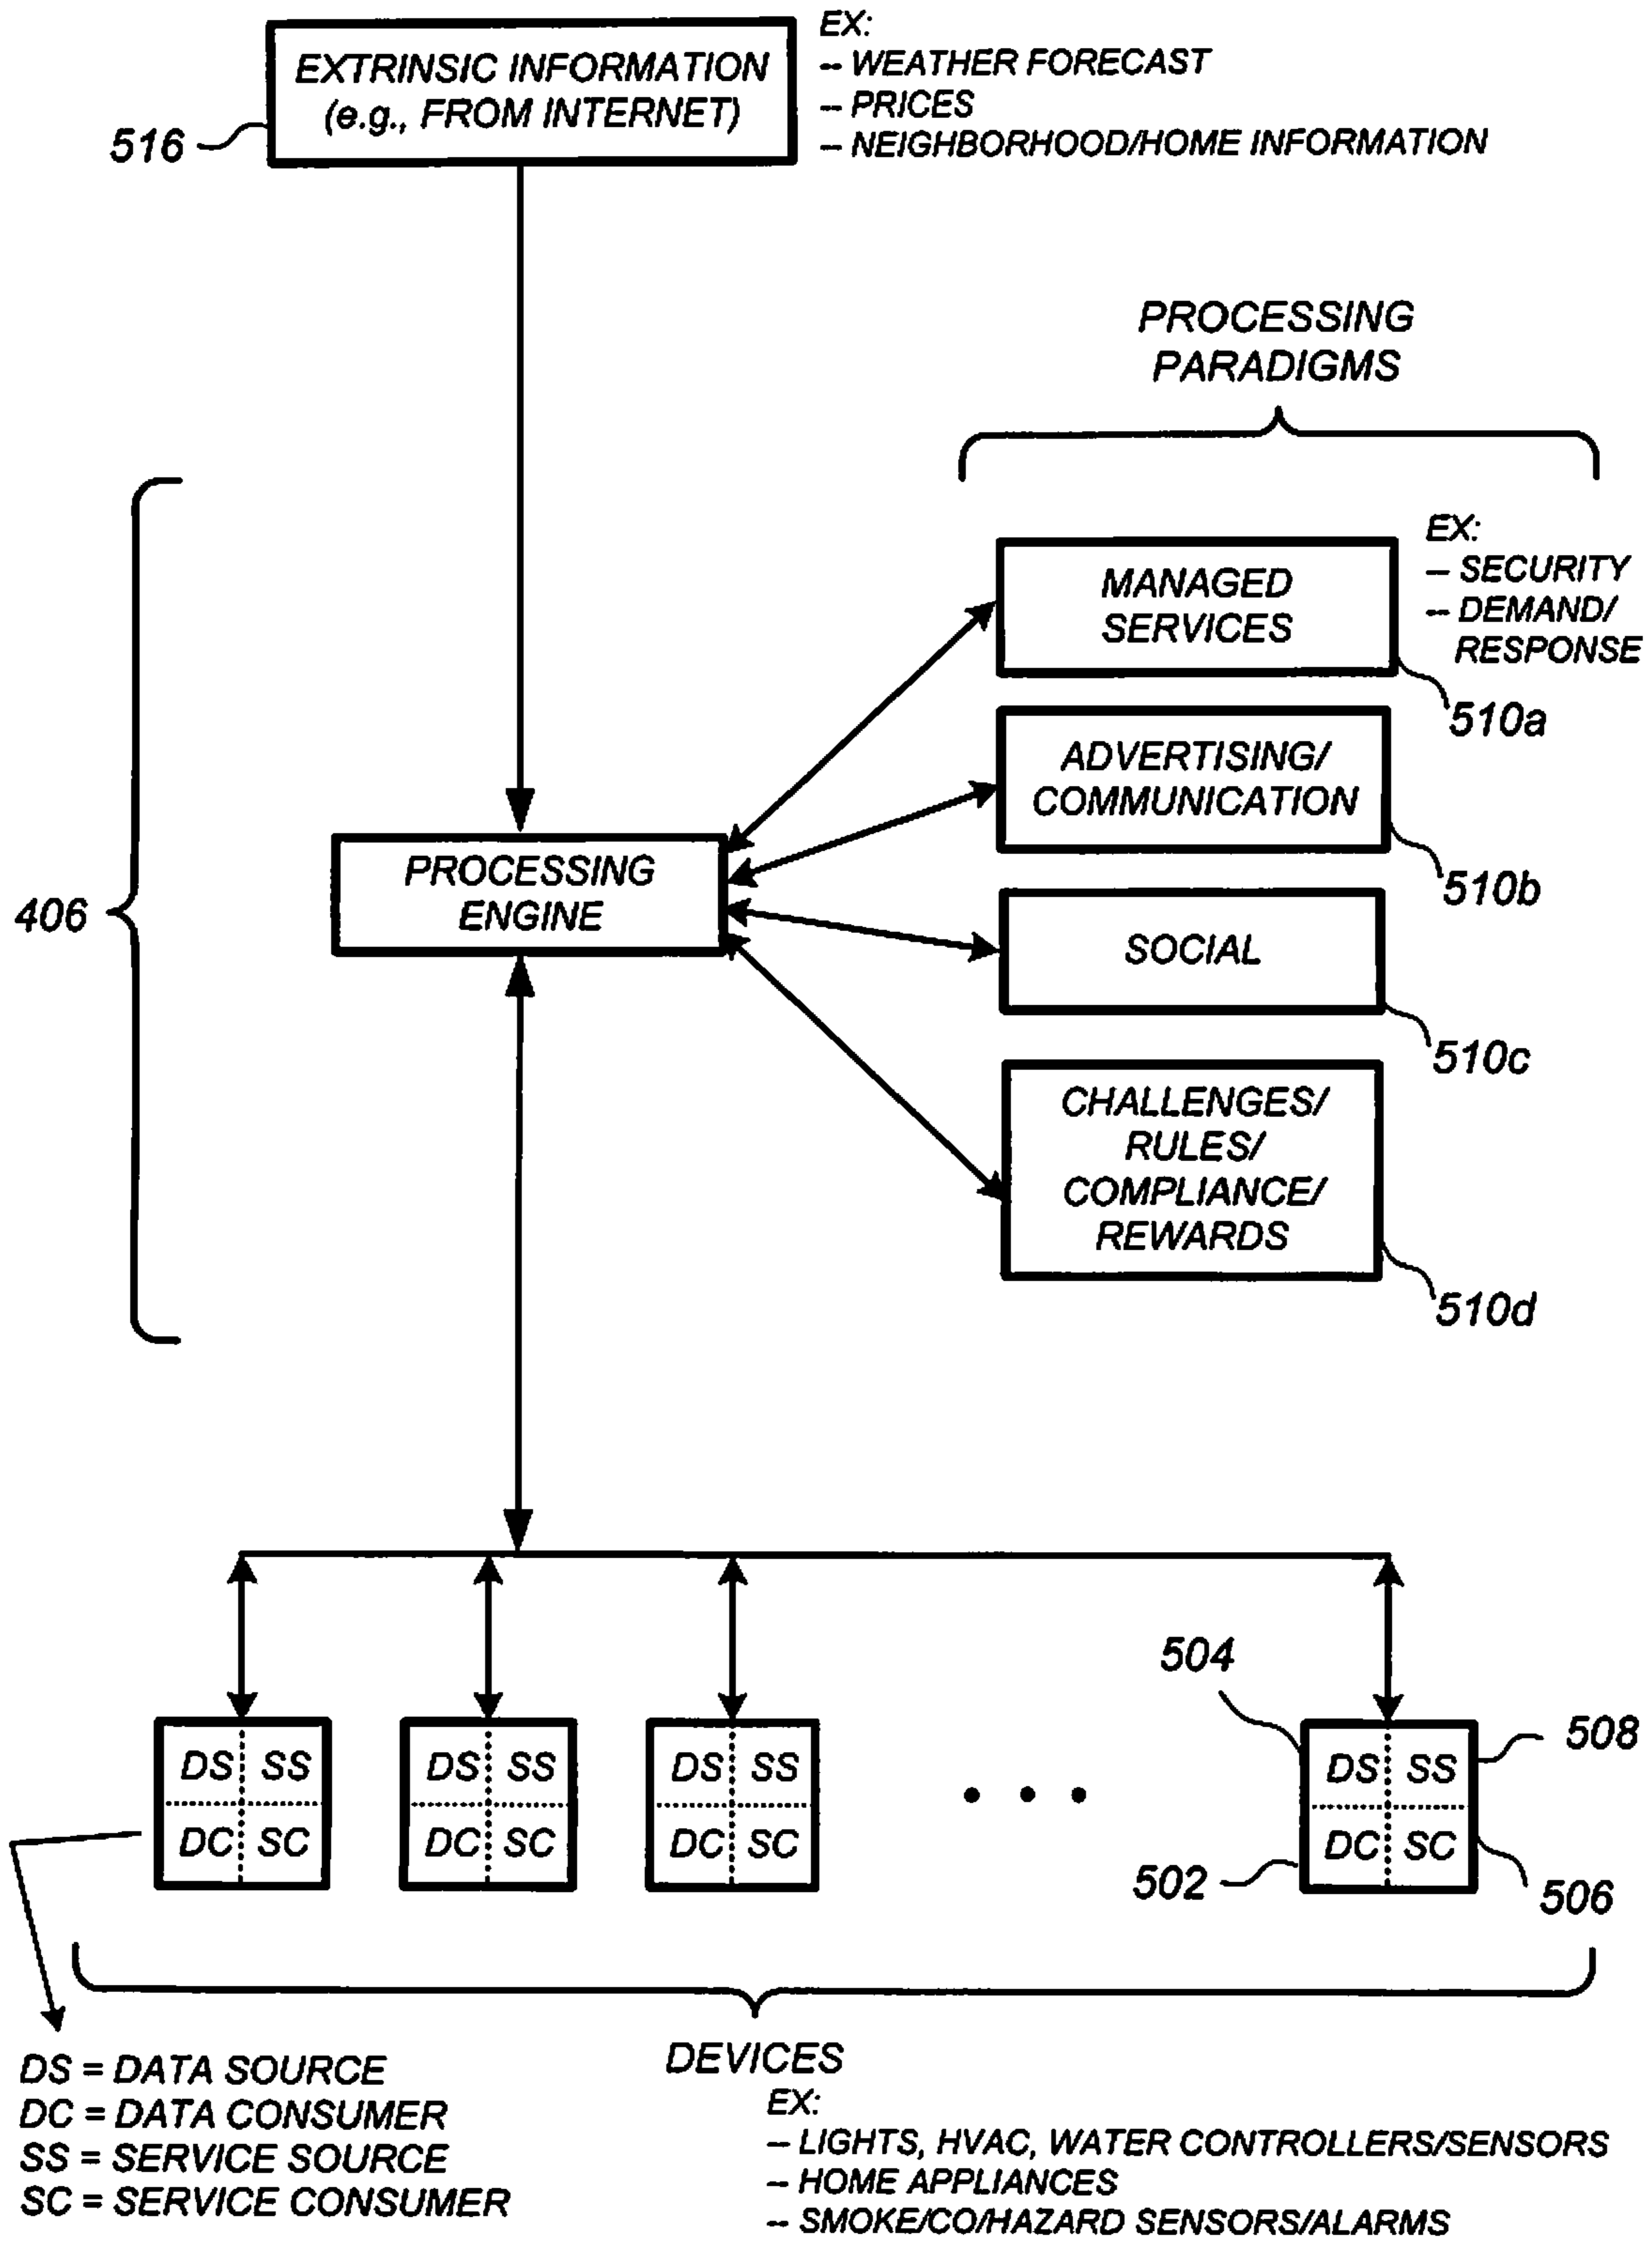 EXTRINSIC INFORMATION
(e.g., FROM INTERNET)
516
EX:
-- WEATHER FORECAST
-- PRICES
-- NEIGHBORHOOD/HOME INFORMATION
PROCESSING
PARADIGMS
406
PROCESSING
ENGINE
MANAGED
SERVICES
EX:
-- SECURITY
-- DEMAND/
RESPONSE
510a
ADVERTISING/
COMMUNICATION
510b
SOCIAL
510c
CHALLENGES/
RULES/
COMPLIANCE/
REWARDS
510d
DS SS
DC SC
DS SS
DC SC
DS SS
DC SC
• • •
504
DS SS
508
DC SC
502
506
DS = DATA SOURCE
DC = DATA CONSUMER
SS = SERVICE SOURCE
SC = SERVICE CONSUMER
DEVICES
EX:
-- LIGHTS, HVAC, WATER CONTROLLERS/SENSORS
-- HOME APPLIANCES
-- SMOKE/CO/HAZARD SENSORS/ALARMS